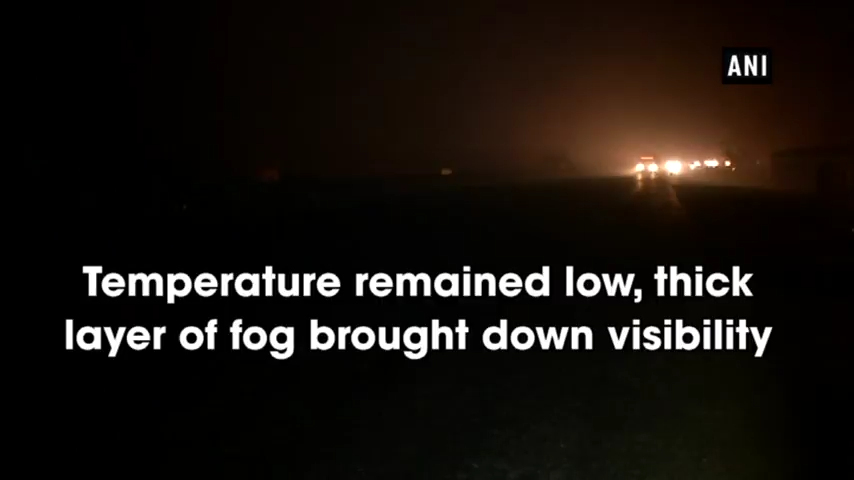 ANI
Temperature remained low, thick
layer of fog brought down visibility